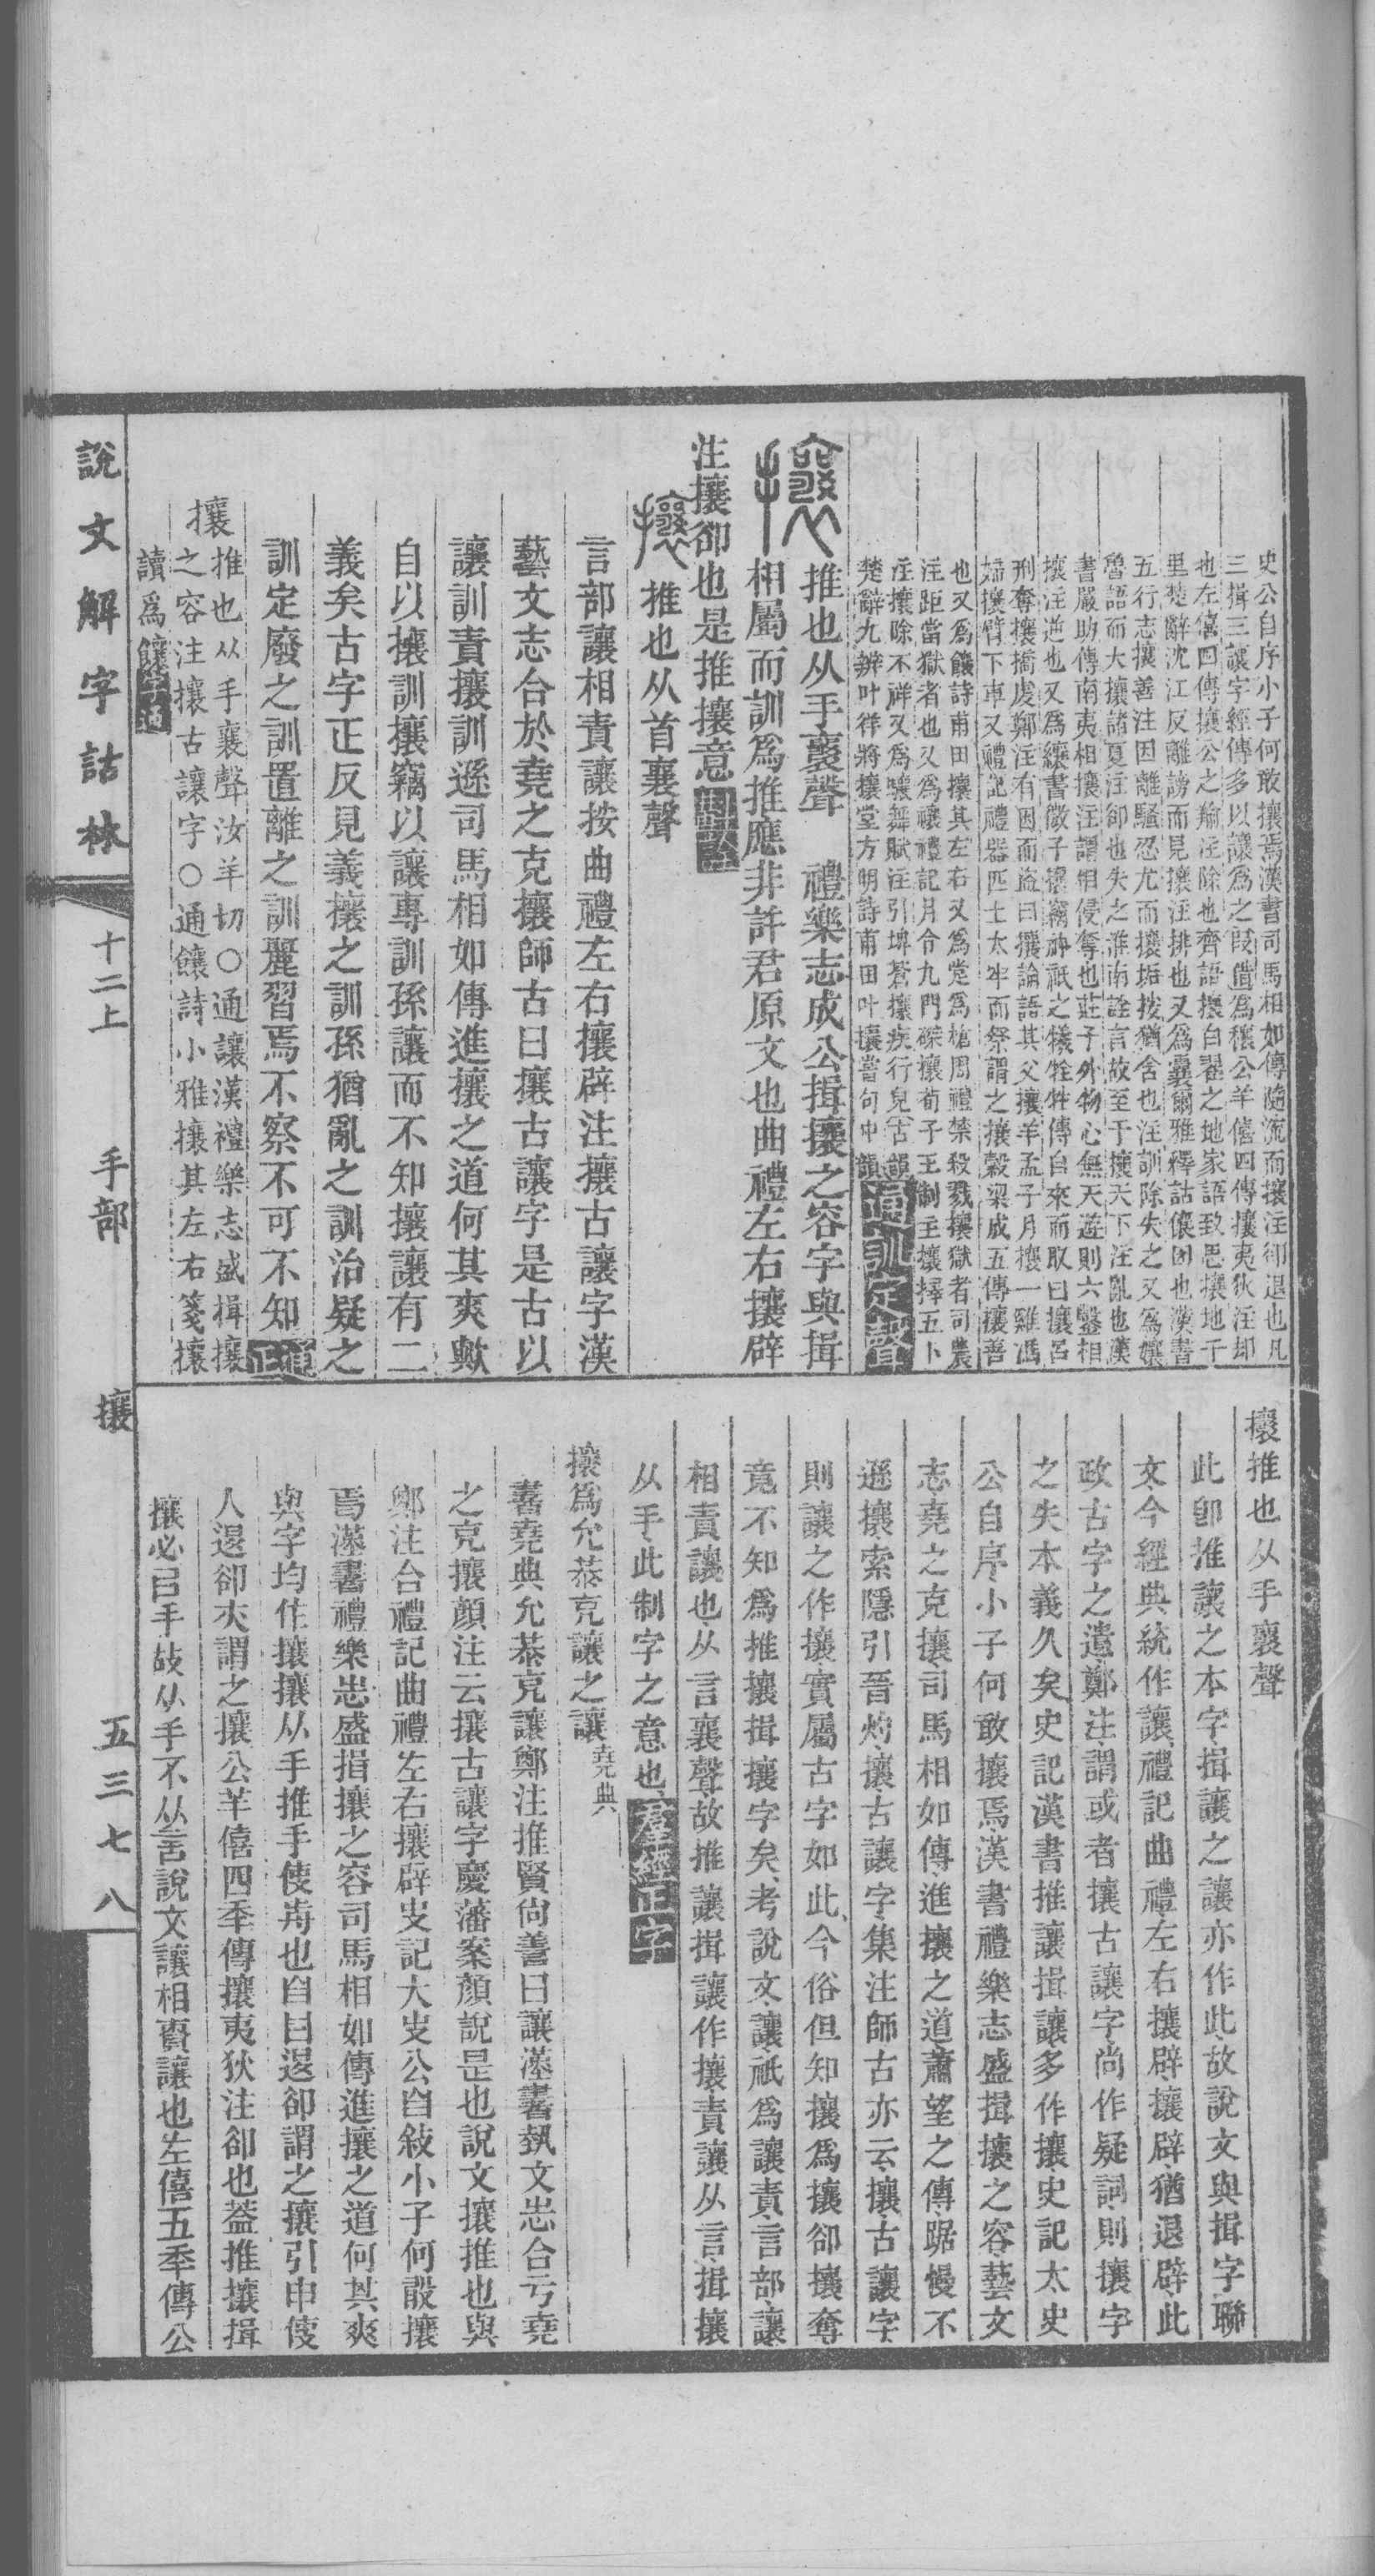 史公自序小子何敢攘焉漢書司馬相如傳隨流而攘注卻退也凡
三揖三讓字經傳多以讓爲之叚借爲穰公羊僖四傳攘夷狄注却
也左僖四傳攘公之羭注除也齊語攘白翟之地家語致思攘地千
里楚辭沈江反離謗而見攘注排也又爲囊爾雅釋詁儴因也漢書
五行志攘善注因離騷忍尤而攘垢按猶含也注訓除失之又爲孃
魯語而大攘諸夏注卻也失之淮南詮言故至于攘天下注亂也漢
書嚴助傳南夷相攘注謂相侵奪也莊子外物心無天遊則六鑿相
攘注逆也又爲纕書微子攘竊神祇之犧牷牲傳自來而取曰攘呂
刑奪攘撟虔鄭注有因而盜曰攘論語其父攘羊孟子月攘一雞馮
婦攘臂下車又禮記禮器匹士太牢而祭謂之攘穀梁成五傳攘善
也又爲饟詩甫田攘其左右又爲㲅爲槍周禮禁殺戮攘獄者司農
注距當獄者也又爲禳禮記月令九門磔攘荀子王制主攘擇五卜
注攘除不祥又爲驤舞賦注引埤蒼攘疾行皃古韻
楚辭九辨叶祥將攘堂方明詩甫田叶攘嘗句中韻
通訓定聲
攘推也从手襄聲　禮樂志成公揖攘之容字與揖
相屬而訓爲推應非許君原文也曲禮左右攘辟
注攘卻也是推攘意
攘推也从首襄聲
言部讓相責讓按曲禮左右攘辟注攘古讓字漢
藝文志合於堯之克攘師古曰攘古讓字是古以
讓訓責攘訓遜司馬相如傳進攘之道何其爽歟
自以攘訓攘竊以讓專訓孫讓而不知攘讓有二
義矣古字正反見義攘之訓孫猶亂之訓治疑之
訓定廢之訓置離之訓麗習焉不察不可不知
攘推也从手襄聲汝羊切○通讓漢禮樂志盛揖攘
之容注攘古讓字○通饟詩小雅攘其左右箋攘
讀爲饟
攘推也从手襄聲
此卽推讓之本字揖讓之讓亦作此故說文與揖字聯
文今經典統作讓禮記曲禮左右攘辟攘辟猶退辟此
政古字之遺鄭注謂或者攘古讓字尚作疑詞則攘字
之失本義久矣史記漢書推讓揖讓多作攘史記太史
公自序小子何敢攘焉漢書禮樂志盛揖攘之容藝文
志堯之克攘司馬相如傳進攘之道蕭望之傳踞慢不
遜攘索隱引晉灼攘古讓字集注師古亦云攘古讓字
則讓之作攘實屬古字如此今俗但知攘爲攘卻攘奪
竟不知爲推攘揖攘字矣考說文讓祇爲讓責言部讓
相責讓也从言襄聲故推讓揖讓作攘責讓从言揖攘
从手此制字之意也羣經正字
攘爲允恭克讓之讓堯典
書堯典允恭克讓鄭注推賢尙善曰讓漢書埶文志合亏堯
之克攘顏注云攘古讓字慶藩案顏說是也說文攘推也與
鄭注合禮記曲禮左右攘辟史記大史公自敍小子何敢攘
焉漢書禮樂志盛揖攘之容司馬相如傳進攘之道何其爽
與字均作攘攘从手推手使歬也自曰退卻謂之攘引申使
人退卻亦謂之攘公羊僖四年傳攘夷狄注卻也葢推攘揖
攘必㠯手故从手不从言說文讓相責讓也左僖五年傳公
說文解字詁林
十二上　手部　攘　五三七八